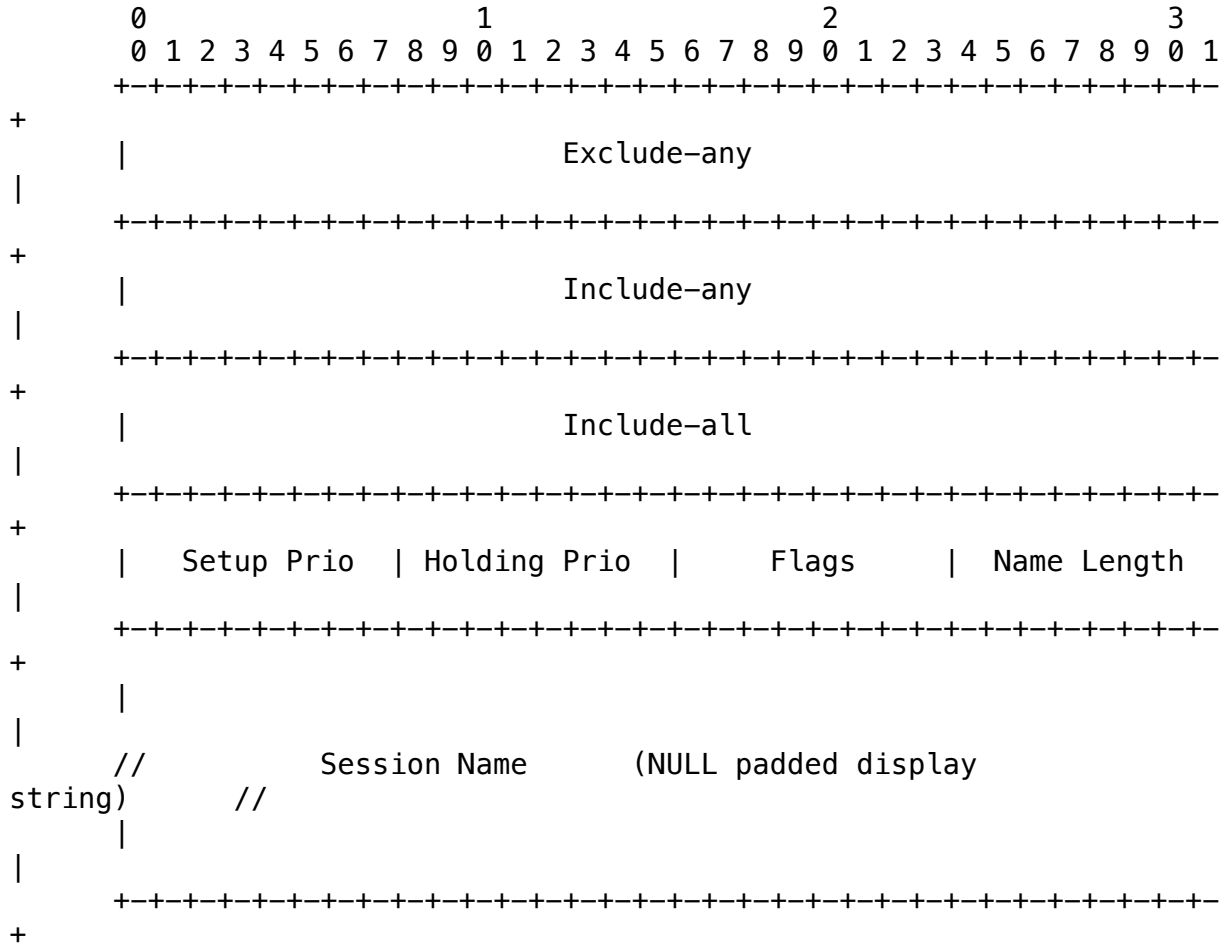 0                   1                   2                   3
       0 1 2 3 4 5 6 7 8 9 0 1 2 3 4 5 6 7 8 9 0 1 2 3 4 5 6 7 8 9 0 1
      +-+-+-+-+-+-+-+-+-+-+-+-+-+-+-+-+-+-+-+-+-+-+-+-+-+-+-+-+-+-+-+-
+
      |                         Exclude-any
|
      +-+-+-+-+-+-+-+-+-+-+-+-+-+-+-+-+-+-+-+-+-+-+-+-+-+-+-+-+-+-+-+-
+
      |                         Include-any
|
      +-+-+-+-+-+-+-+-+-+-+-+-+-+-+-+-+-+-+-+-+-+-+-+-+-+-+-+-+-+-+-+-
+
      |                         Include-all
|
      +-+-+-+-+-+-+-+-+-+-+-+-+-+-+-+-+-+-+-+-+-+-+-+-+-+-+-+-+-+-+-+-
+
      |   Setup Prio  | Holding Prio  |     Flags     |  Name Length
|
      +-+-+-+-+-+-+-+-+-+-+-+-+-+-+-+-+-+-+-+-+-+-+-+-+-+-+-+-+-+-+-+-
+
      |
|
      //          Session Name      (NULL padded display
string)      //
      |
|
      +-+-+-+-+-+-+-+-+-+-+-+-+-+-+-+-+-+-+-+-+-+-+-+-+-+-+-+-+-+-+-+-
+